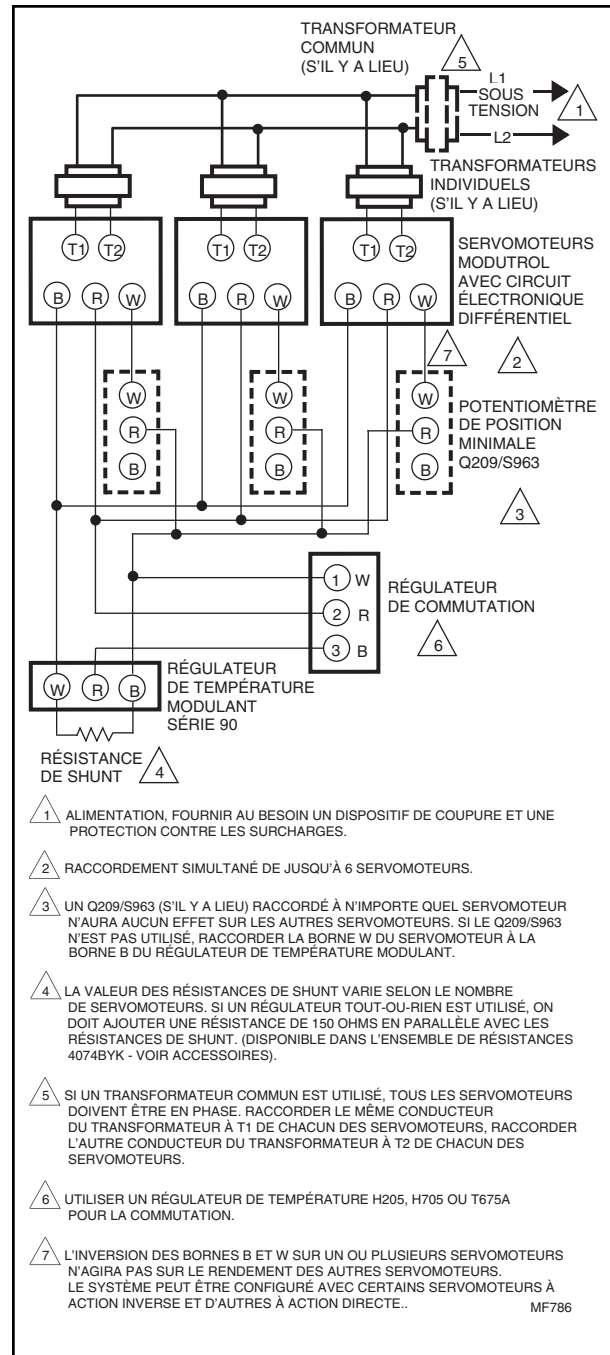 TRANSFORMATEUR
COMMUN
(S'IL Y A LIEU)
5
L1
SOUS
TENSION
1
L2
TRANSFORMATEURS
INDIVIDUELS
(S'IL Y A LIEU)
T1 T2 T1 T2 T1 T2
B R W B R W B R W
SERVOMOTEURS
MODUTROL
AVEC CIRCUIT
ÉLECTRONIQUE
DIFFÉRENTIEL
7 2
W W W
R R R
B B B
POTENTIOMÈTRE
DE POSITION
MINIMALE
Q209/S963
3
1 W
2 R
3 B
RÉGULATEUR
DE COMMUTATION
6
W R B
RÉGULATEUR
DE TEMPÉRATURE
MODULANT
SÉRIE 90
RÉSISTANCE
DE SHUNT
4
1 ALIMENTATION, FOURNIR AU BESOIN UN DISPOSITIF DE COUPURE ET UNE
PROTECTION CONTRE LES SURCHARGES.
2 RACCORDEMENT SIMULTANÉ DE JUSQU'À 6 SERVOMOTEURS.
3 UN Q209/S963 (S'IL Y A LIEU) RACCORDÉ À N'IMPORTE QUEL SERVOMOTEUR
N'AURA AUCUN EFFET SUR LES AUTRES SERVOMOTEURS. SI LE Q209/S963
N'EST PAS UTILISÉ, RACCORDER LA BORNE W DU SERVOMOTEUR À LA
BORNE B DU RÉGULATEUR DE TEMPÉRATURE MODULANT.
4 LA VALEUR DES RÉSISTANCES DE SHUNT VARIE SELON LE NOMBRE
DE SERVOMOTEURS. SI UN RÉGULATEUR TOUT-OU-RIEN EST UTILISÉ, ON
DOIT AJOUTER UNE RÉSISTANCE DE 150 OHMS EN PARALLÈLE AVEC LES
RÉSISTANCES DE SHUNT. (DISPONIBLE DANS L'ENSEMBLE DE RÉSISTANCES
4074BYK - VOIR ACCESSOIRES).
5 SI UN TRANSFORMATEUR COMMUN EST UTILISÉ, TOUS LES SERVOMOTEURS
DOIVENT ÊTRE EN PHASE. RACCORDER LE MÊME CONDUCTEUR
DU TRANSFORMATEUR À T1 DE CHACUN DES SERVOMOTEURS, RACCORDER
L'AUTRE CONDUCTEUR DU TRANSFORMATEUR À T2 DE CHACUN DES
SERVOMOTEURS.
6 UTILISER UN RÉGULATEUR DE TEMPÉRATURE H205, H705 OU T675A
POUR LA COMMUTATION.
7 L'INVERSION DES BORNES B ET W SUR UN OU PLUSIEURS SERVOMOTEURS
N'AGIRA PAS SUR LE RENDEMENT DES AUTRES SERVOMOTEURS.
LE SYSTÈME PEUT ÊTRE CONFIGURÉ AVEC CERTAINS SERVOMOTEURS À
ACTION INVERSE ET D'AUTRES À ACTION DIRECTE..
MF786